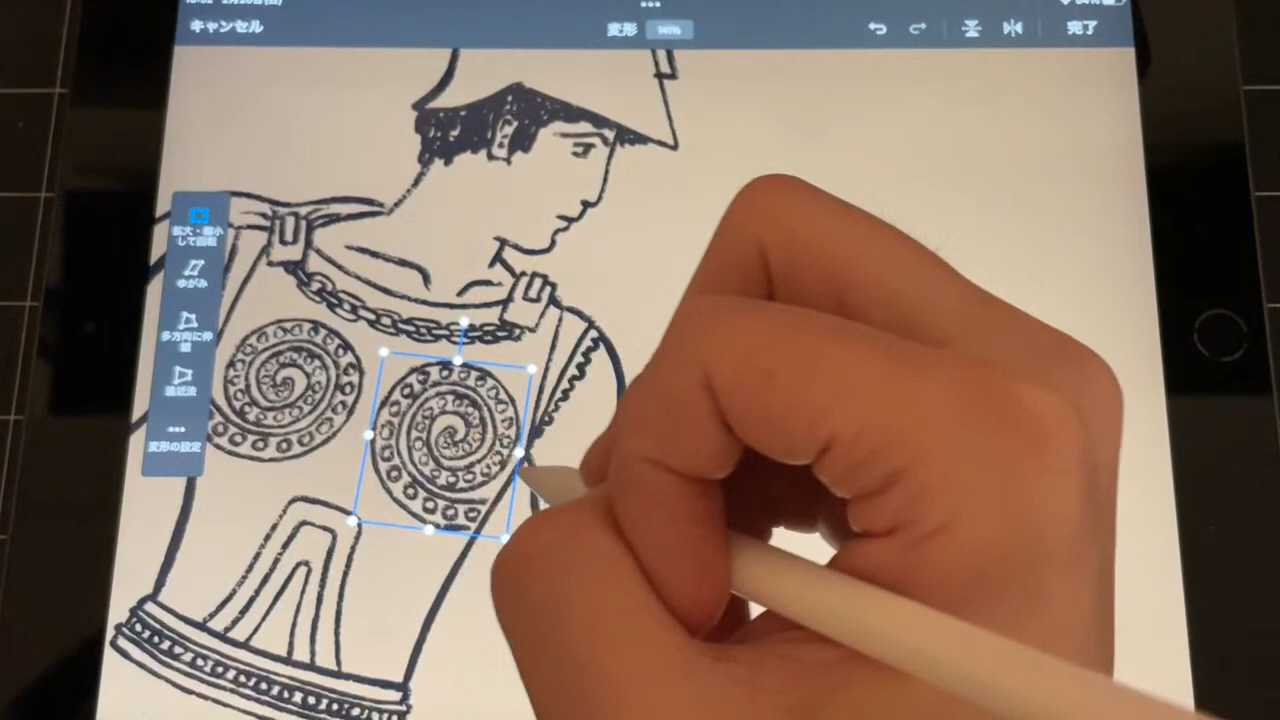 キャンセル
変形
141%
完了
拡大・縮小
して回転
ゆがみ
多方向に伸
縮
遠近法
変形の設定